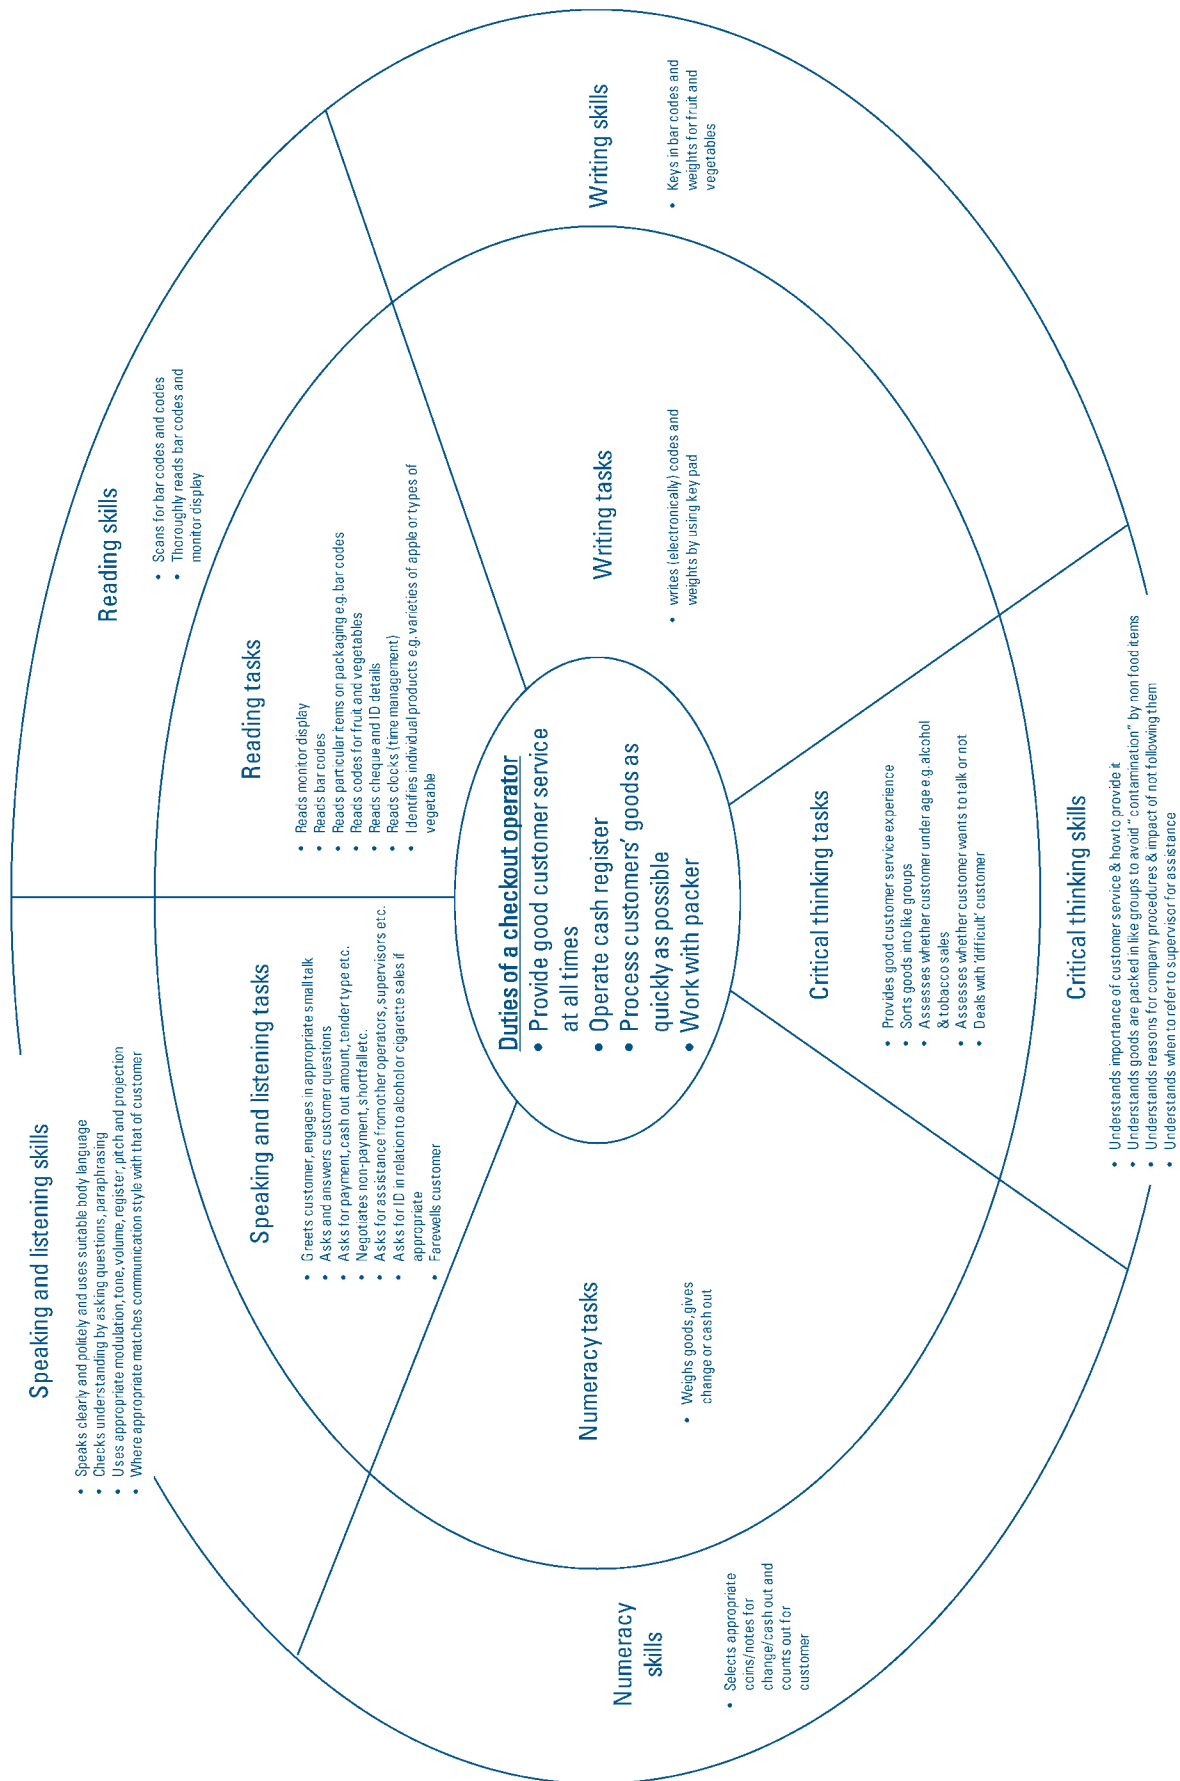 Speaking and listening skills
• Speaks clearly and politely and uses suitable body language
• Checks understanding by asking questions, paraphrasing
• Uses appropriate modulation, tone, volume, register, pitch and projection
• Where appropriate matches communication style with that of customer
Reading skills
• Scans for bar codes and codes
• Thoroughly reads bar codes and
monitor display
Speaking and listening tasks
• Greets customer, engages in appropriate small talk
• Asks and answers customer questions
• Asks for payment, cash out amount, tender type etc.
• Negotiates non-payment, shortfall etc.
• Asks for assistance from other operators, supervisors etc.
• Asks for ID in relation to alcohol or cigarette sales if
appropriate
• Farewells customer
Reading tasks
• Reads monitor display
• Reads bar codes
• Reads particular items on packaging e.g. bar codes
• Reads codes for fruit and vegetables
• Reads cheque and ID details
• Reads clocks (time management)
• Identifies individual products e.g. varieties of apple or types of
vegetable
Numeracy
skills
• Selects appropriate
coins/notes for
change/cash out and
counts out for
customer
Numeracy tasks
• Weighs goods, gives
change or cash out
Duties of a checkout operator
• Provide good customer service
at all times
• Operate cash register
• Process customers' goods as
quickly as possible
• Work with packer
Writing tasks
• writes (electronically) codes and
weights by using key pad
Writing skills
• Keys in bar codes and
weights for fruit and
vegetables
Critical thinking tasks
• Provides good customer service experience
• Sorts goods into like groups
• Assesses whether customer under age e.g. alcohol
& tobacco sales
• Assesses whether customer wants to talk or not
• Deals with 'difficult' customer
Critical thinking skills
• Understands importance of customer service & how to provide it
• Understands goods are packed in like groups to avoid "contamination" by non food items
• Understands reasons for company procedures & impact of not following them
• Understands when to refer to supervisor for assistance